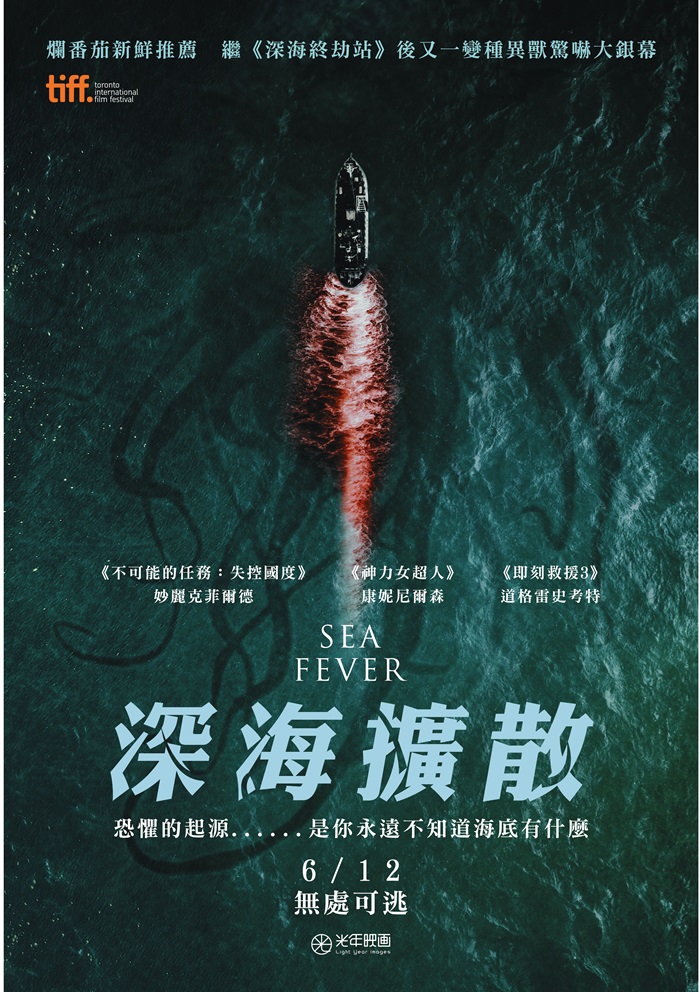 爛番茄新鮮推薦　繼《深海終劫站》後又一變種異獸驚嚇大銀幕
tiff. toronto
international
film festival
《不可能的任務：失控國度》　《神力女超人》　《即刻救援3》
妙麗克菲爾德　康妮尼爾森　道格雷史考特
SEA
FEVER
深海擴散
恐懼的起源......是你永遠不知道海底有什麼
6/12
無處可逃
光年映画
Light year images